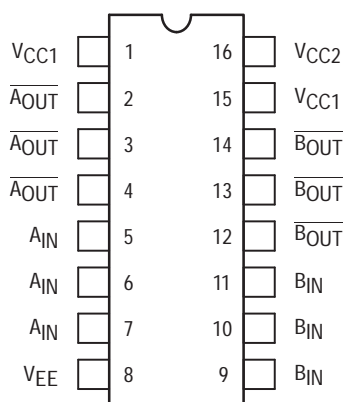 VCC1 1 16 VCC2
AOUT 2 15 VCC1
AOUT 3 14 BOUT
AOUT 4 13 BOUT
AIN 5 12 BOUT
AIN 6 11 BIN
AIN 7 10 BIN
VEE 8 9 BIN